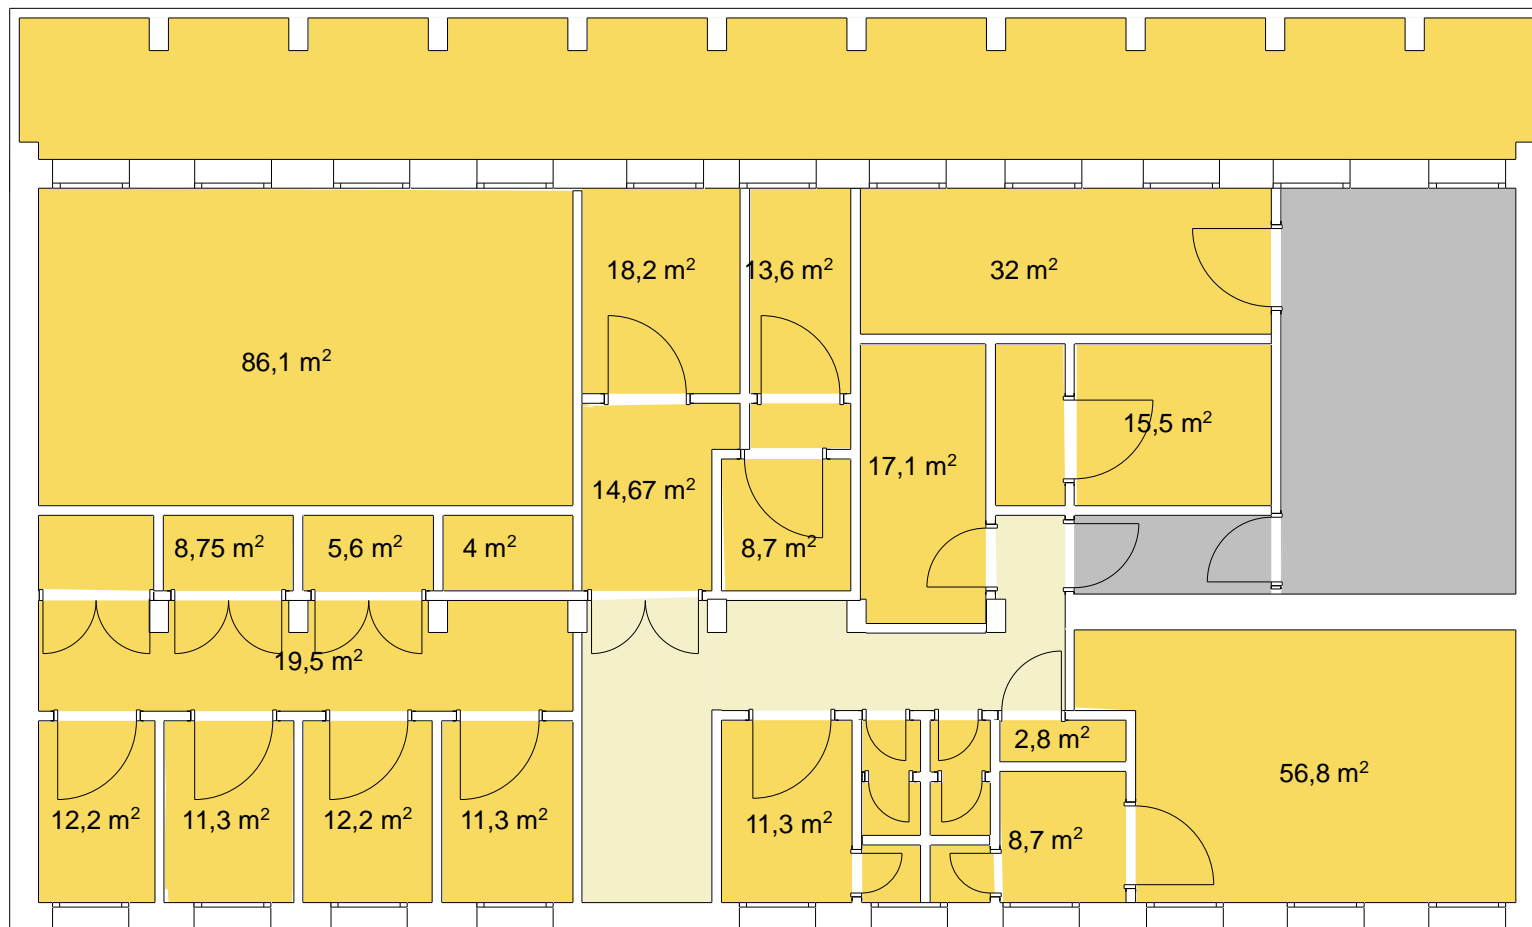 18,2 m²
13,6 m²
32 m²
86,1 m²
15,5 m²
17,1 m²
14,67 m²
8,75 m²
5,6 m²
4 m²
8,7 m²
19,5 m²
2,8 m²
56,8 m²
12,2 m²
11,3 m²
12,2 m²
11,3 m²
11,3 m²
8,7 m²